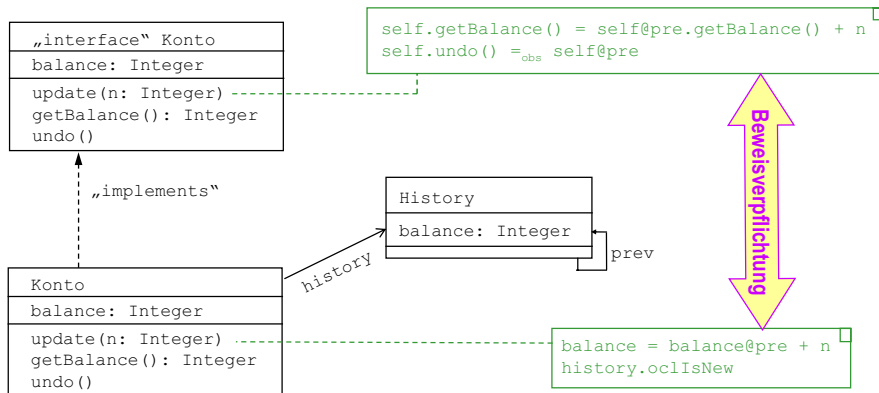 „interface“ Konto
balance: Integer
update(n: Integer)
getBalance(): Integer
undo()
self.getBalance() = self@pre.getBalance() + n
self.undo() =obs self@pre
Beweisverpflichtung
„implements“
History
balance: Integer
prev
history
Konto
balance: Integer
update(n: Integer)
getBalance(): Integer
undo()
balance = balance@pre + n
history.oclIsNew